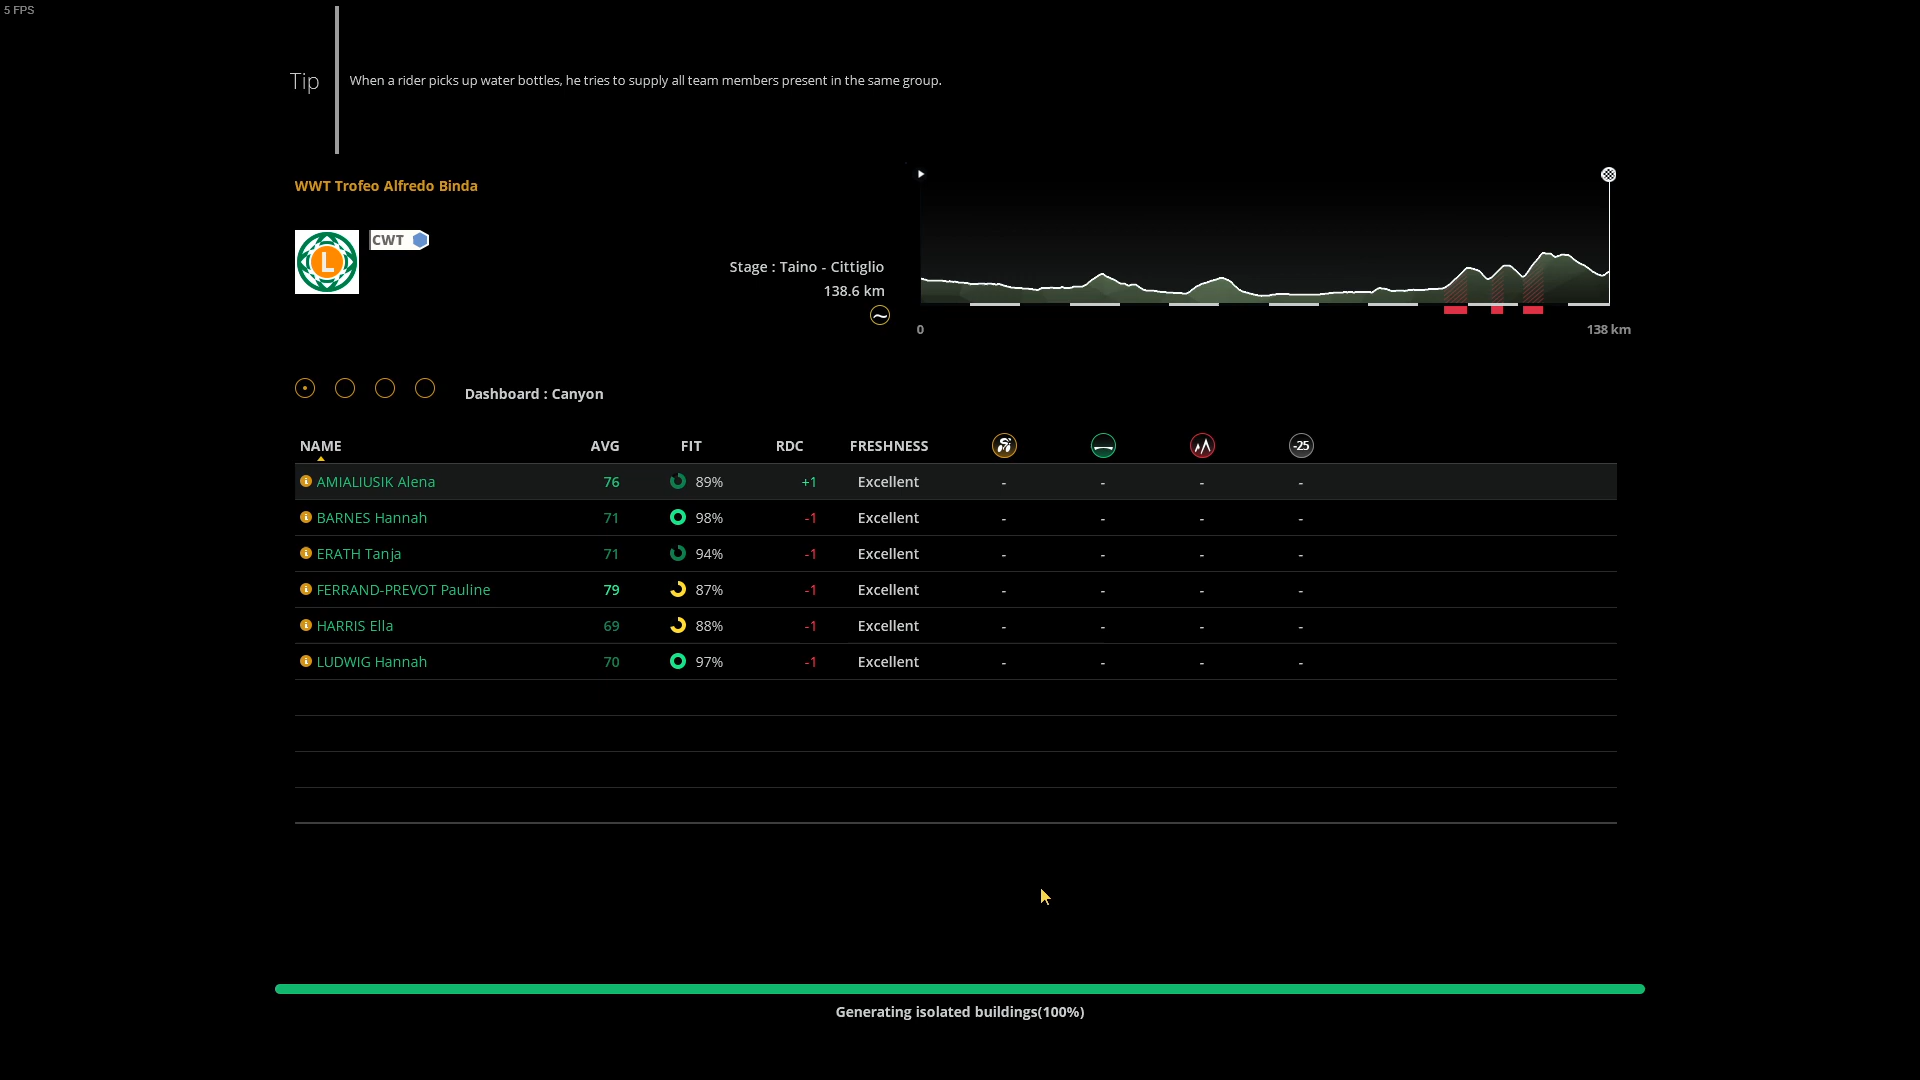 5 FPS
Tip
When a rider picks up water bottles, he tries to supply all team members present in the same group.
WWT Trofeo Alfredo Binda
L
CWT
Stage : Taino - Cittiglio
138.6 km
0
138 km
Dashboard : Canyon
NAME AVG FIT RDC FRESHNESS -25
AMIALIUSIK Alena 76 89% +1 Excellent - - - -
BARNES Hannah 71 98% -1 Excellent - - - -
ERATH Tanja 71 94% -1 Excellent - - - -
FERRAND-PREVOT Pauline 79 87% -1 Excellent - - - -
HARRIS Ella 69 88% -1 Excellent - - - -
LUDWIG Hannah 70 97% -1 Excellent - - - -
Generating isolated buildings(100%)